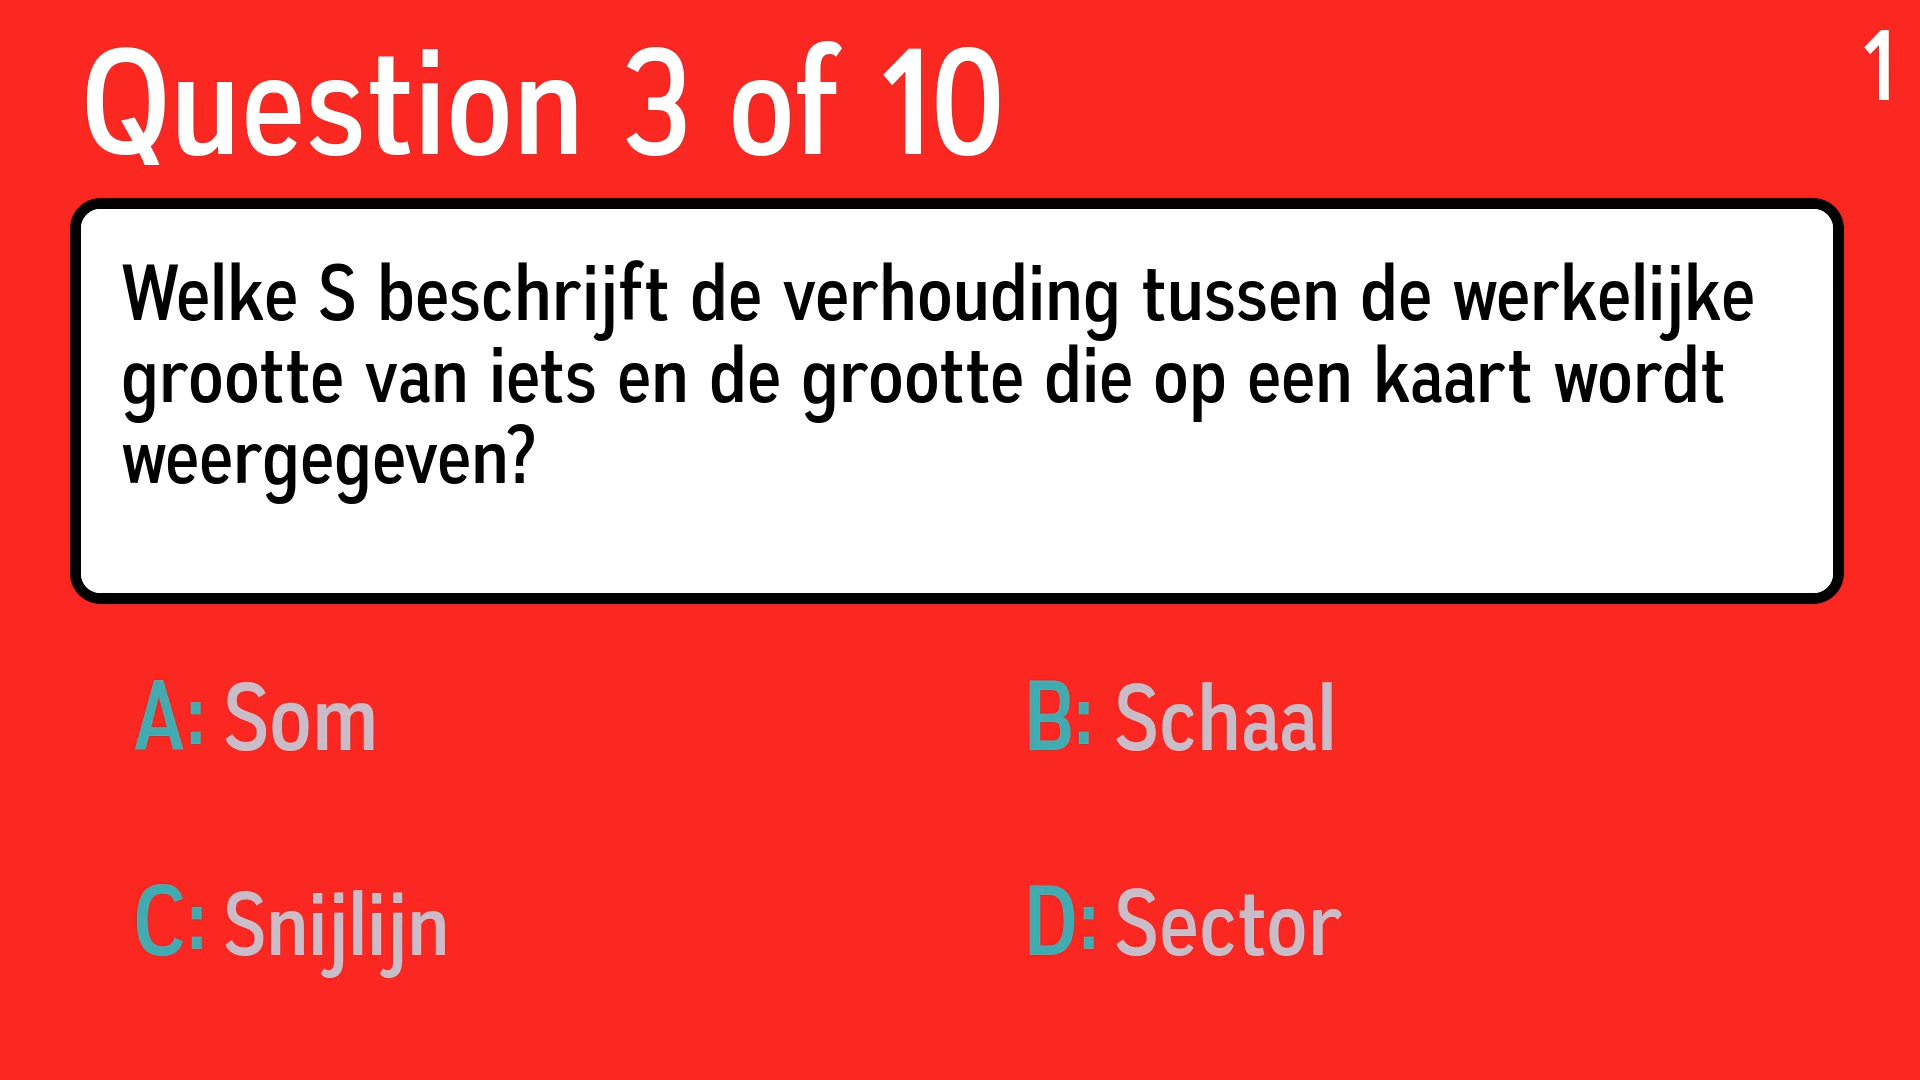 Question 3 of 10
1
Welke S beschrijft de verhouding tussen de werkelijke
grootte van iets en de grootte die op een kaart wordt
weergegeven?
A: Som
B: Schaal
C: Snijlijn
D: Sector